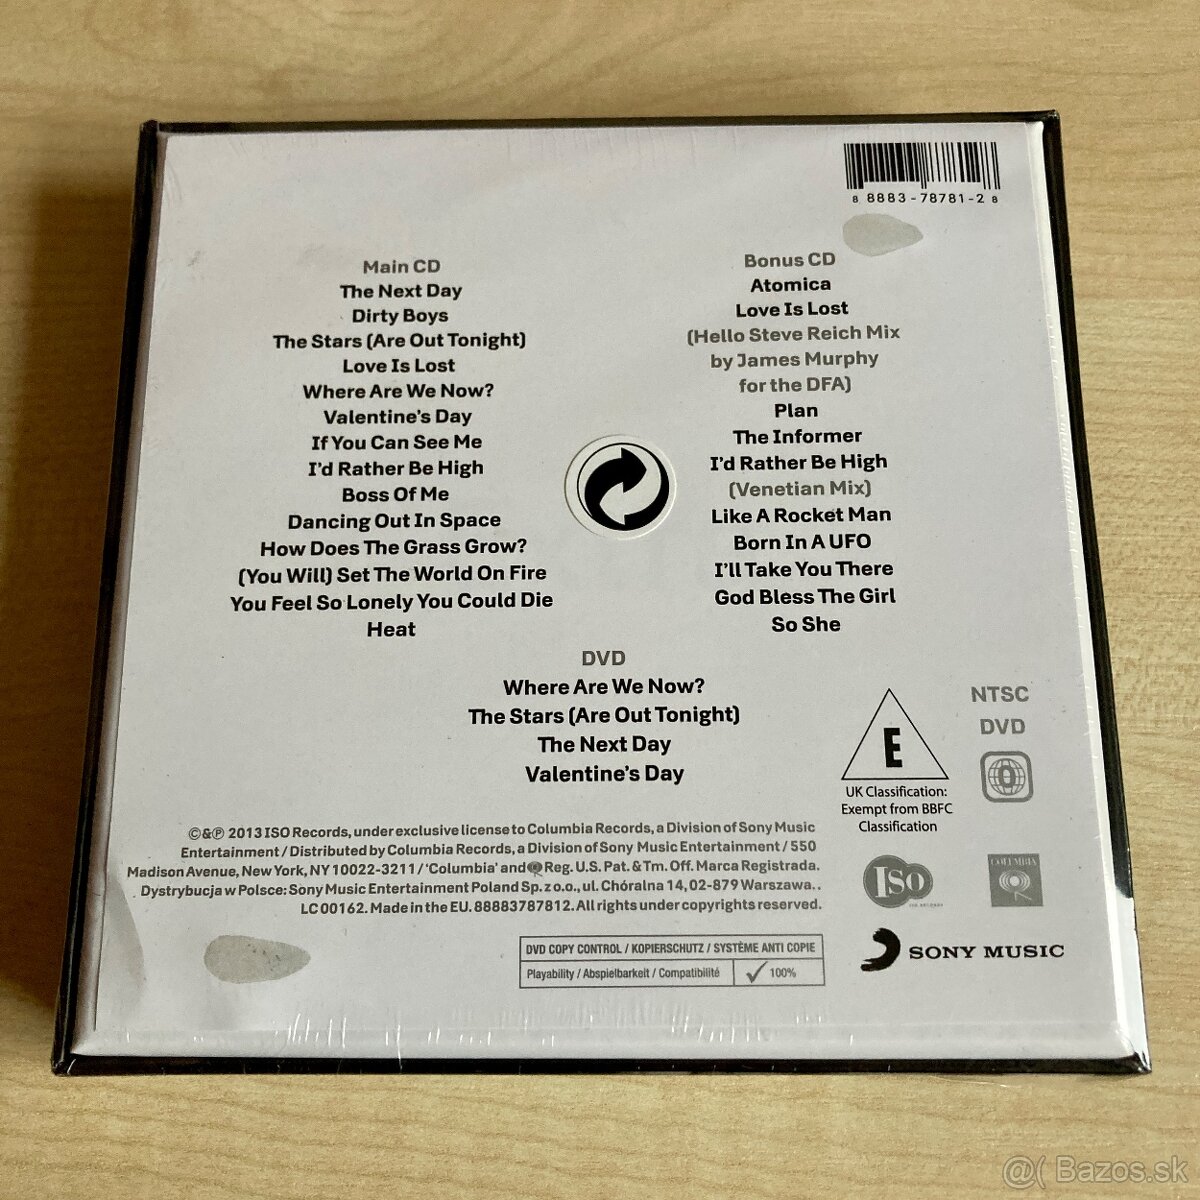 8 8883-78781-2 8
Main CD
The Next Day
Dirty Boys
The Stars (Are Out Tonight)
Love Is Lost
Where Are We Now?
Valentine's Day
If You Can See Me
I'd Rather Be High
Boss Of Me
Dancing Out In Space
How Does The Grass Grow?
(You Will) Set The World On Fire
You Feel So Lonely You Could Die
Heat
Bonus CD
Atomica
Love Is Lost
(Hello Steve Reich Mix
by James Murphy
for the DFA)
Plan
The Informer
I'd Rather Be High
(Venetian Mix)
Like A Rocket Man
Born In A UFO
I'll Take You There
God Bless The Girl
So She
DVD
Where Are We Now?
The Stars (Are Out Tonight)
The Next Day
Valentine's Day
NTSC
DVD
0
E
UK Classification:
Exempt from BBFC
Classification
©&℗ 2013 ISO Records, under exclusive license to Columbia Records, a Division of Sony Music
Entertainment / Distributed by Columbia Records, a Division of Sony Music Entertainment / 550
Madison Avenue, New York, NY 10022-3211 / 'Columbia' and Reg. U.S. Pat. & Tm. Off. Marca Registrada.
Dystrybucja w Polsce: Sony Music Entertainment Poland Sp. z o.o., ul. Chóralna 14, 02-879 Warszawa. .
LC 00162. Made in the EU. 88883787812. All rights under copyrights reserved.
ISO
ISO RECORDS
COLUMBIA
DVD COPY CONTROL / KOPIERSCHUTZ / SYSTÈME ANTI COPIE
Playability / Abspielbarkeit / Compatibilité 100%
SONY MUSIC
@( Bazos.sk